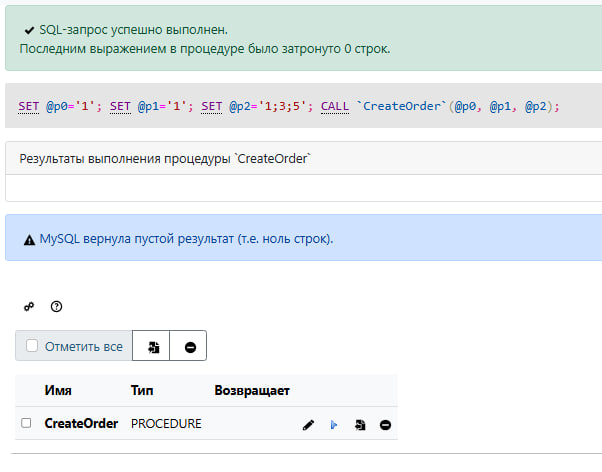 SQL-запрос успешно выполнен.
Последним выражением в процедуре было затронуто 0 строк.
SET @p0='1'; SET @p1='1'; SET @p2='1;3;5'; CALL `CreateOrder`(@p0, @p1, @p2);
Результаты выполнения процедуры `CreateOrder`
MySQL вернула пустой результат (т.е. ноль строк).
Отметить все
Имя Тип Возвращает
CreateOrder PROCEDURE